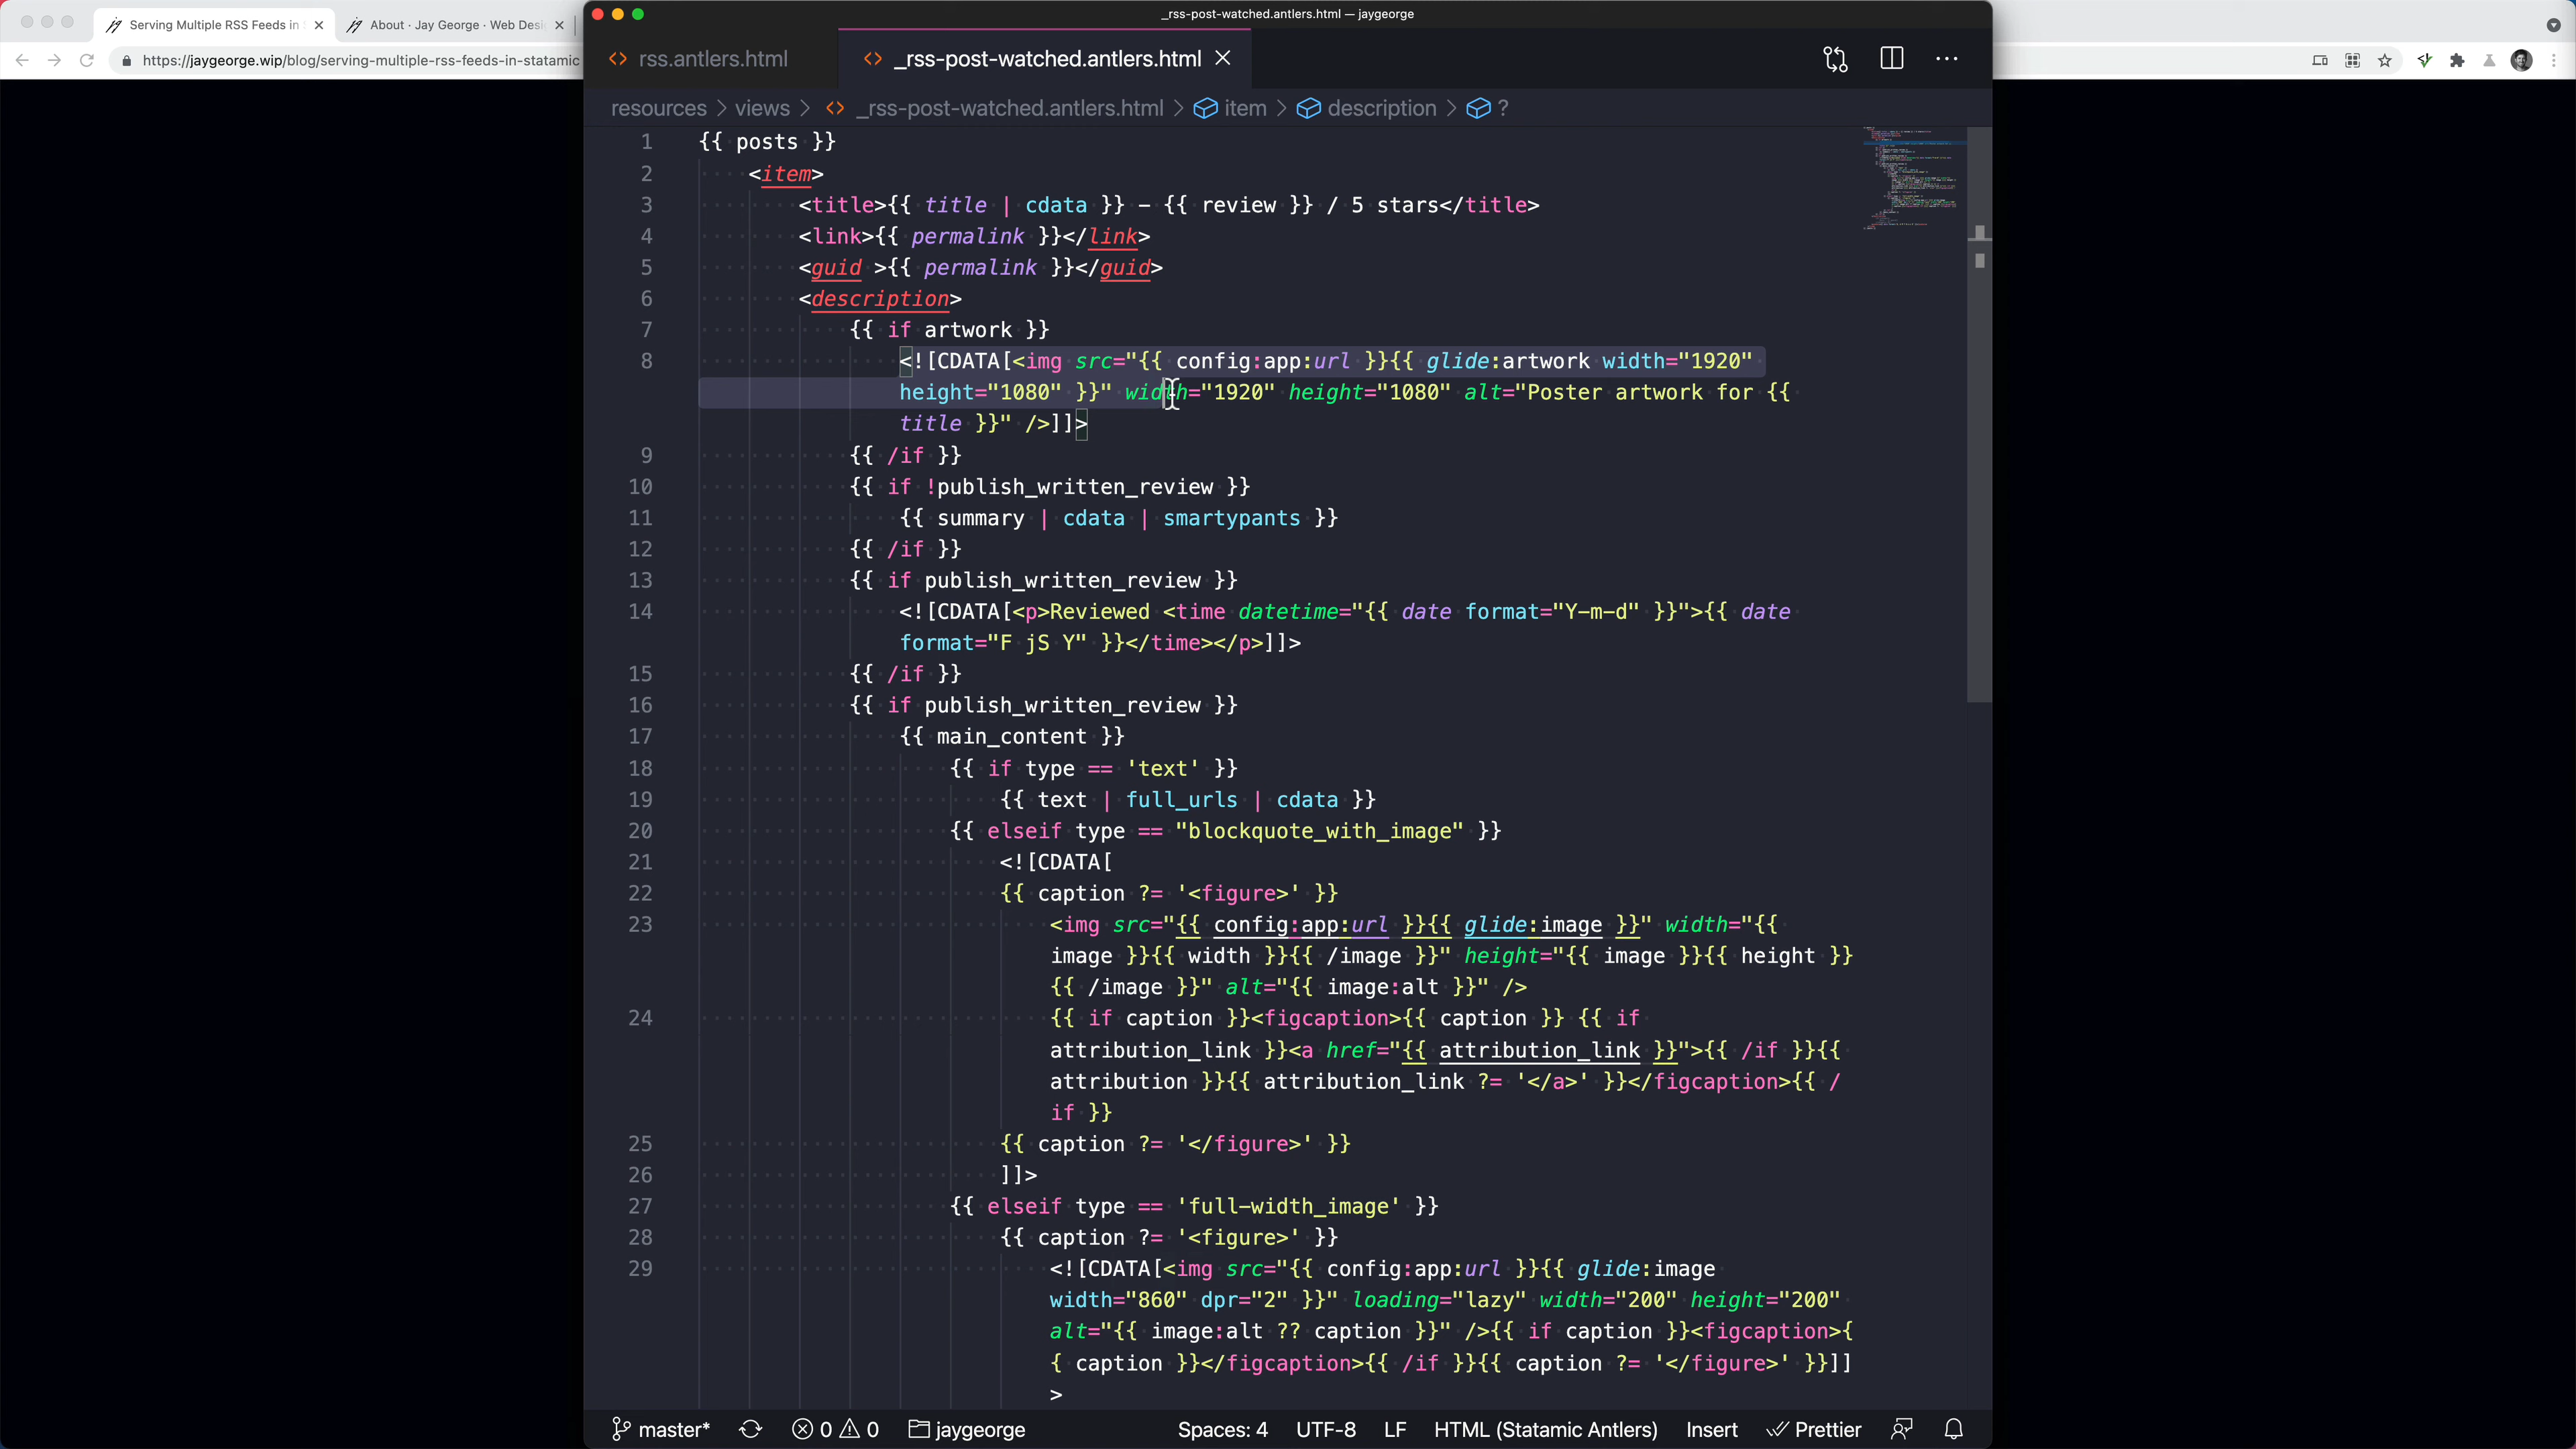 _rss-post-watched.antlers.html — jaygeorge
Serving Multiple RSS Feeds in
About · Jay George · Web Desi
https://jaygeorge.wip/blog/serving-multiple-rss-feeds-in-statamic
rss.antlers.html
_rss-post-watched.antlers.html
resources > views > _rss-post-watched.antlers.html > item > description > ?
1 {{ posts }}
2 <item>
3 <title>{{ title | cdata }} – {{ review }} / 5 stars</title>
4 <link>{{ permalink }}</link>
5 <guid >{{ permalink }}</guid>
6 <description>
7 {{ if artwork }}
8 <![CDATA[<img src="{{ config:app:url }}{{ glide:artwork width="1920"
height="1080" }}" width="1920" height="1080" alt="Poster artwork for {{
title }}" />]]>
9 {{ /if }}
10 {{ if !publish_written_review }}
11 {{ summary | cdata | smartypants }}
12 {{ /if }}
13 {{ if publish_written_review }}
14 <![CDATA[<p>Reviewed <time datetime="{{ date format="Y-m-d" }}">{{ date
format="F jS Y" }}</time></p>]]>
15 {{ /if }}
16 {{ if publish_written_review }}
17 {{ main_content }}
18 {{ if type == 'text' }}
19 {{ text | full_urls | cdata }}
20 {{ elseif type == "blockquote_with_image" }}
21 <![CDATA[
22 {{ caption ?= '<figure>' }}
23 <img src="{{ config:app:url }}{{ glide:image }}" width="{{
image }}{{ width }}{{ /image }}" height="{{ image }}{{ height }}
{{ /image }}" alt="{{ image:alt }}" />
24 {{ if caption }}<figcaption>{{ caption }} {{ if
attribution_link }}<a href="{{ attribution_link }}">{{ /if }}{{
attribution }}{{ attribution_link ?= '</a>' }}</figcaption>{{ /
if }}
25 {{ caption ?= '</figure>' }}
26 ]]>
27 {{ elseif type == 'full-width_image' }}
28 {{ caption ?= '<figure>' }}
29 <![CDATA[<img src="{{ config:app:url }}{{ glide:image
width="860" dpr="2" }}" loading="lazy" width="200" height="200"
alt="{{ image:alt ?? caption }}" />{{ if caption }}<figcaption>{
{ caption }}</figcaption>{{ /if }}{{ caption ?= '</figure>' }}]]
>
master* 0 0 jaygeorge Spaces: 4 UTF-8 LF HTML (Statamic Antlers) Insert Prettier